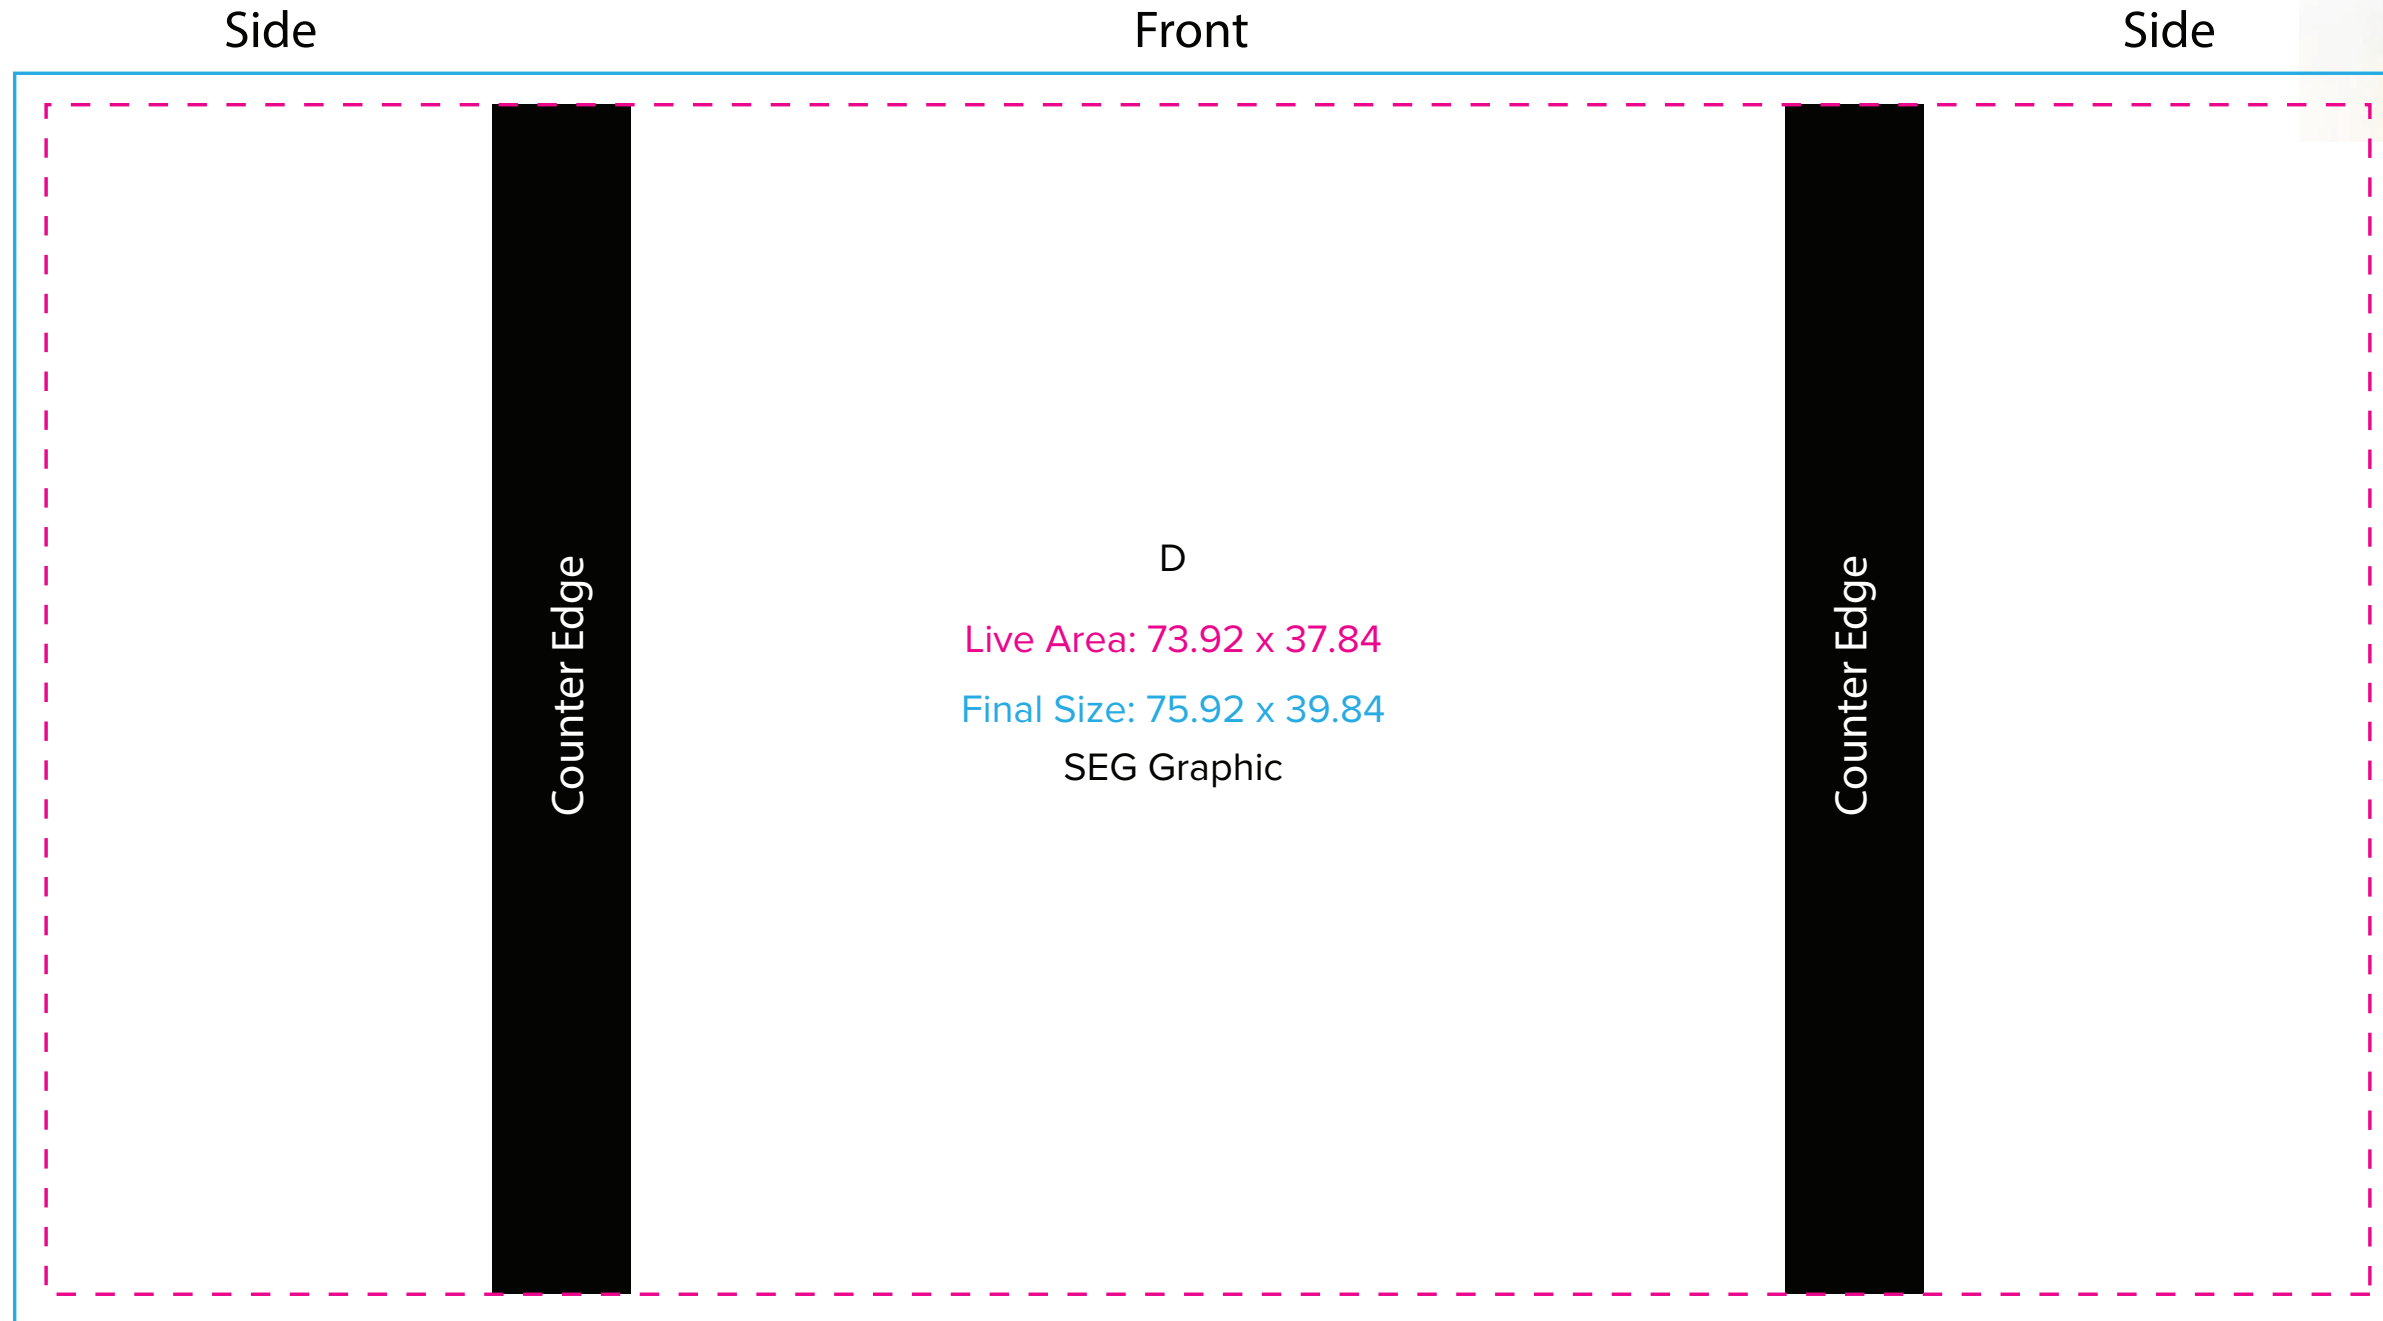 Side
Front
Side
Counter Edge
D
Live Area: 73.92 x 37.84
Final Size: 75.92 x 39.84
SEG Graphic
Counter Edge